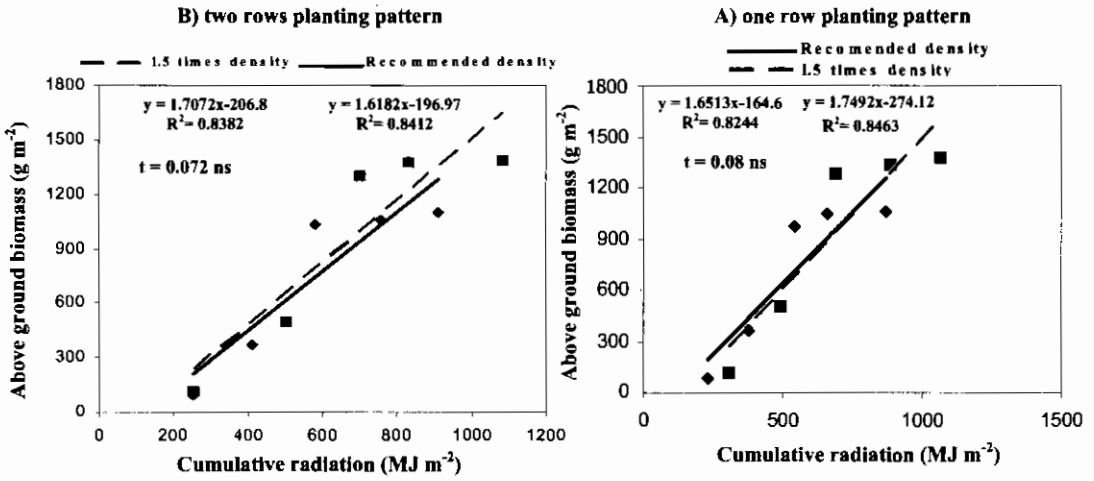 B) two rows planting pattern
1.5 times density Recommended density
y = 1.7072x-206.8 y = 1.6182x-196.97
R²= 0.8382 R²= 0.8412
t = 0.072 ns
Above ground biomass (g m⁻²)
1800
1500
1200
900
600
300
0
0 200 400 600 800 1000 1200
Cumulative radiation (MJ m⁻²)
A) one row planting pattern
Recomended density
1.5 times density
y = 1.6513x-164.6 y = 1.7492x-274.12
R²= 0.8244 R²= 0.8463
t = 0.08 ns
Above ground biomass (g m⁻²)
1800
1500
1200
900
600
300
0
0 500 1000 1500
Cumulative radiation (MJ m⁻²)